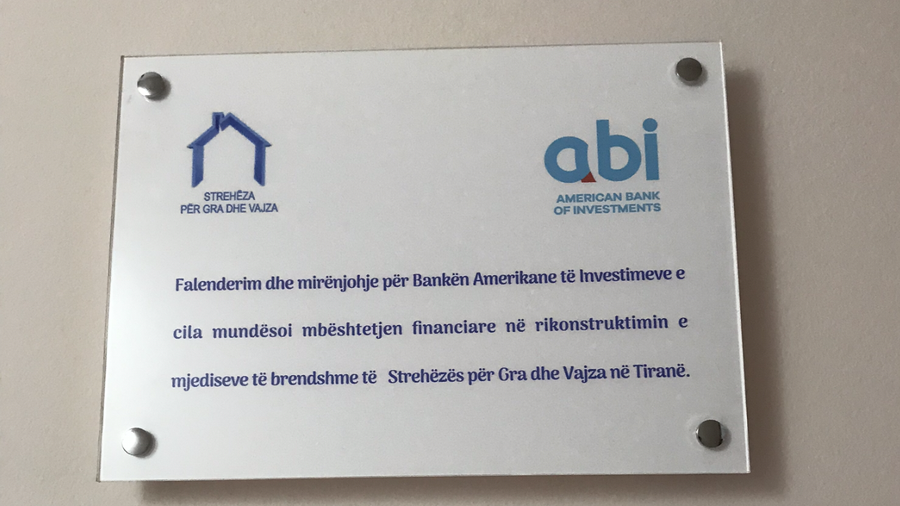 STREHËZA
PËR GRA DHE VAJZA
abi
AMERICAN BANK
OF INVESTMENTS
Falenderim dhe mirënjohje për Bankën Amerikane të Investimeve e
cila mundësoi mbështetjen financiare në rikonstruktimin e
mjediseve të brendshme të Strehëzës për Gra dhe Vajza në Tiranë.